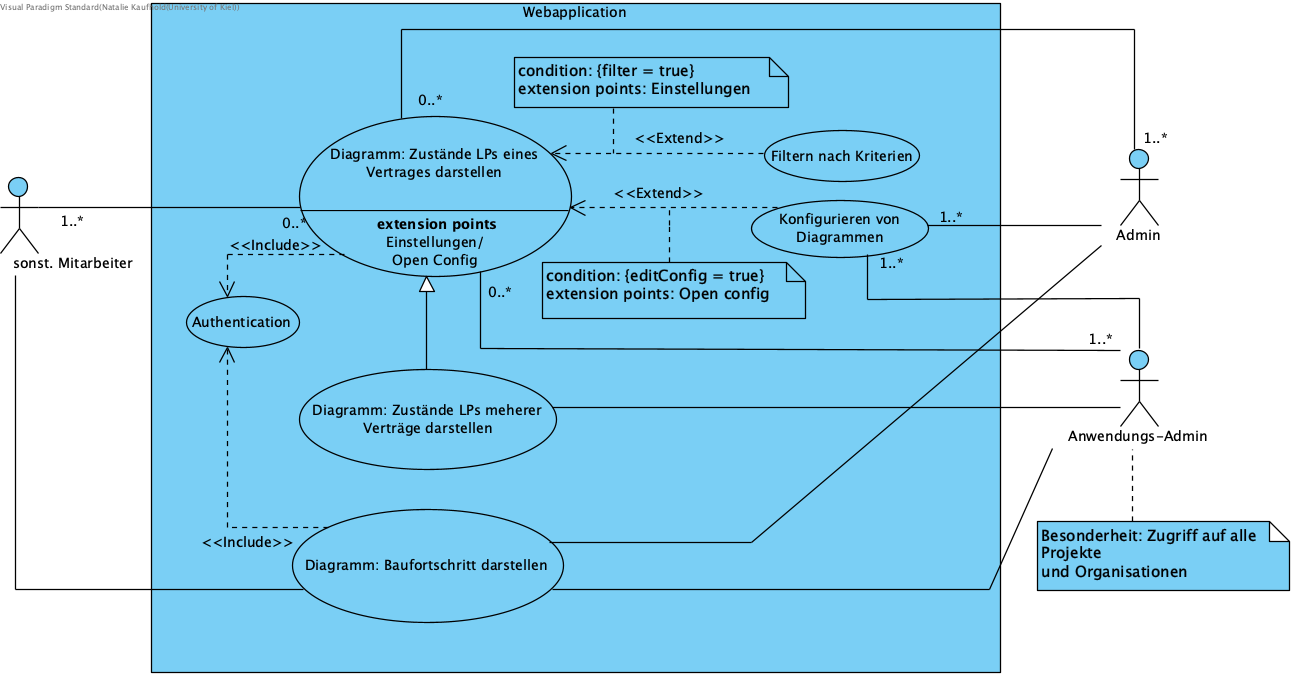 Visual Paradigm Standard(Natalie Kaufhold(University of Kiel))
Webapplication
condition: {filter = true}
extension points: Einstellungen
0..*
<<Extend>>
1..*
Diagramm: Zustände LPs eines
Vertrages darstellen
Filtern nach Kriterien
<<Extend>>
1..*
0..*
extension points
Einstellungen/
Open Config
Konfigurieren von
Diagrammen
1..*
Admin
<<Include>>
sonst. Mitarbeiter
1..*
condition: {editConfig = true}
extension points: Open config
0..*
Authentication
1..*
Diagramm: Zustände LPs meherer
Verträge darstellen
Anwendungs-Admin
<<Include>>
Diagramm: Baufortschritt darstellen
Besonderheit: Zugriff auf alle
Projekte
und Organisationen